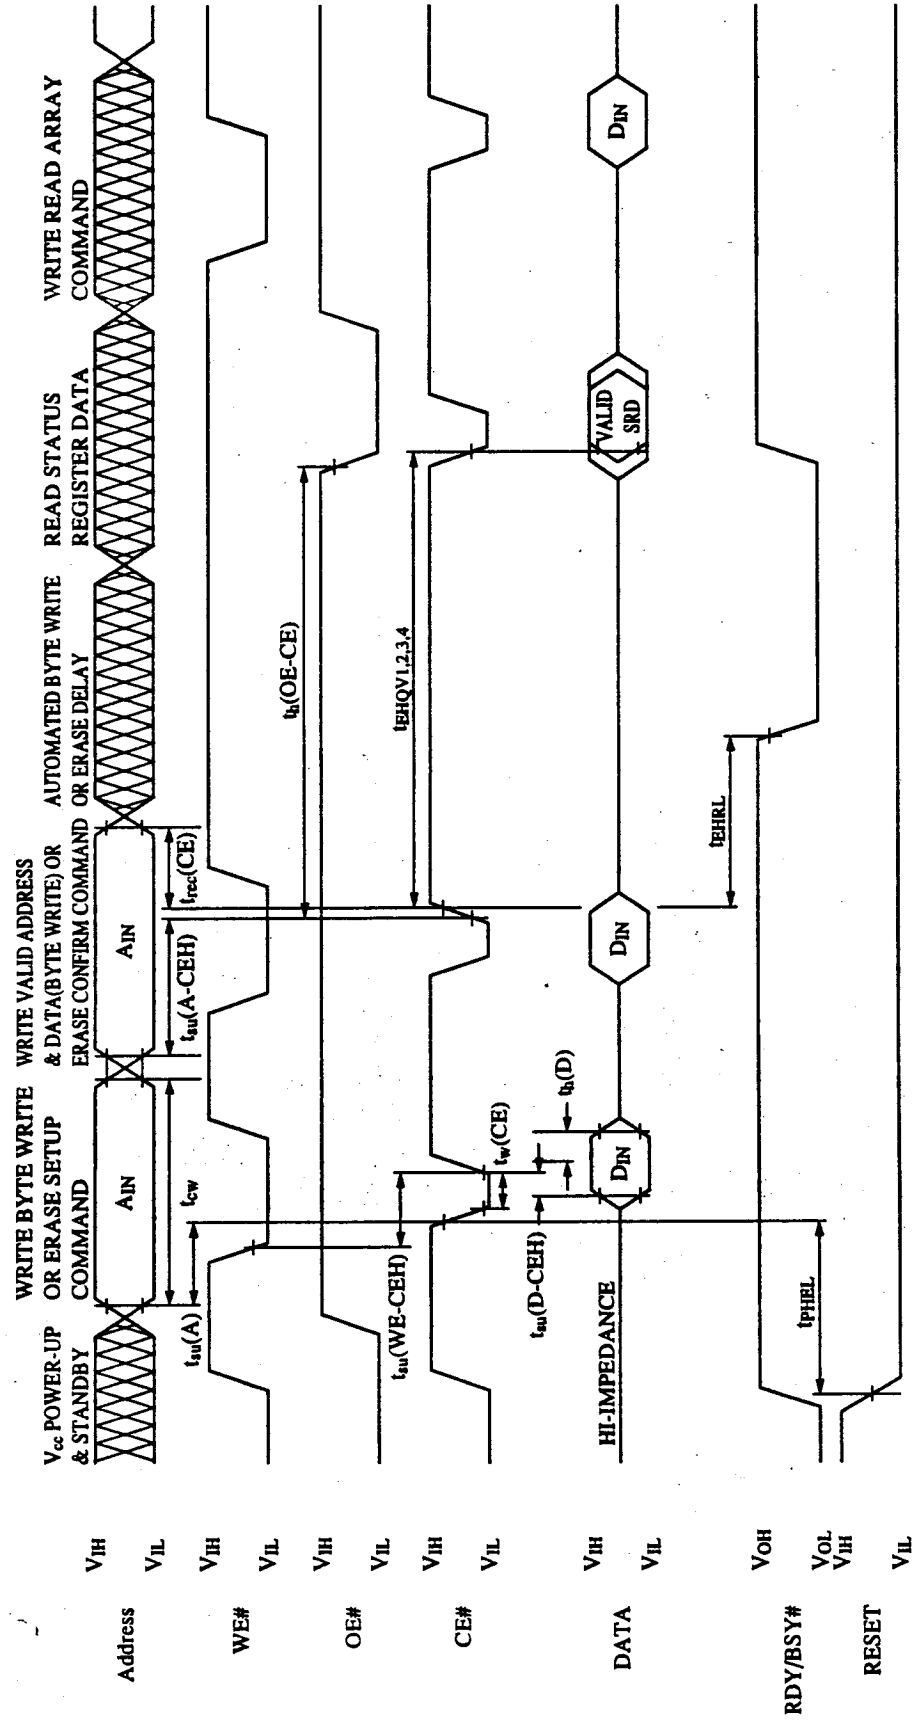 V_cc POWER-UP
& STANDBY
WRITE BYTE WRITE
OR ERASE SETUP
COMMAND
WRITE VALID ADDRESS
& DATA(BYTE WRITE) OR
ERASE CONFIRM COMMAND
AUTOMATED BYTE WRITE
OR ERASE DELAY
READ STATUS
REGISTER DATA
WRITE READ ARRAY
COMMAND
Address
VIH
VIL
AIN
AIN
tsu(A)
tcw
tsu(A-CEH)
trec(CE)
WE#
VIH
VIL
OE#
VIH
VIL
th(OE-CE)
tsu(WE-CEH)
CE#
VIH
VIL
tEHQV1,2,3,4
tw(CE)
tsu(D-CEH)
th(D)
DATA
VIH
VIL
HI-IMPEDANCE
DIN
DIN
VALID
SRD
DIN
tEHRL
RDY/BSY#
VOH
VOL
tPHEL
RESET
VIH
VIL